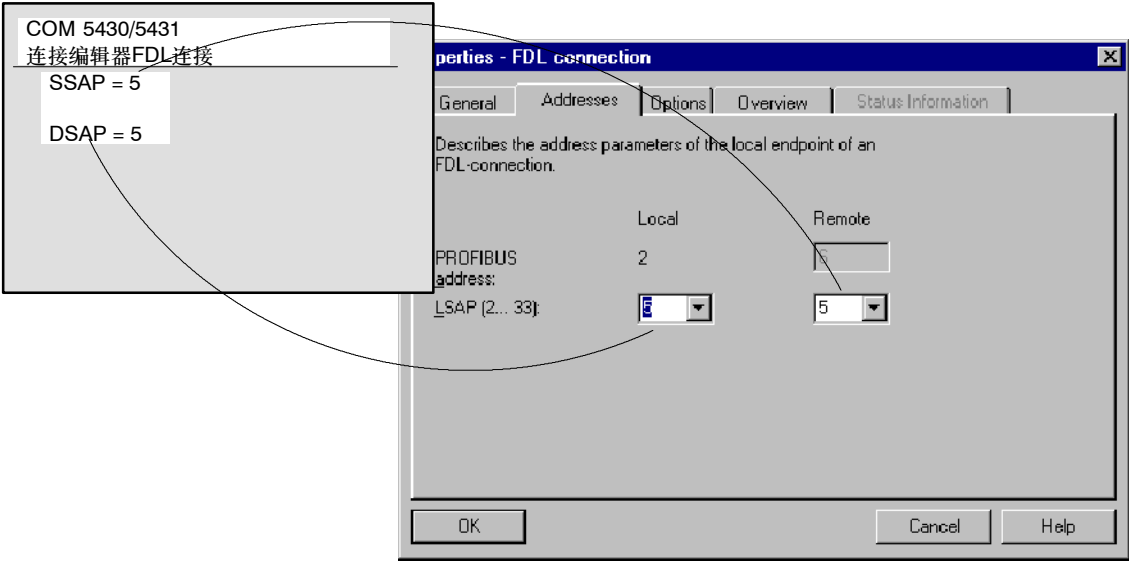 COM 5430/5431
连接编辑器FDL连接
SSAP = 5
DSAP = 5
perties - FDL connection
General Addresses Options Overview Status Information
Describes the address parameters of the local endpoint of an
FDL-connection.
Local Remote
PROFIBUS
address:
2 6
LSAP (2... 33): 5 5
OK Cancel Help